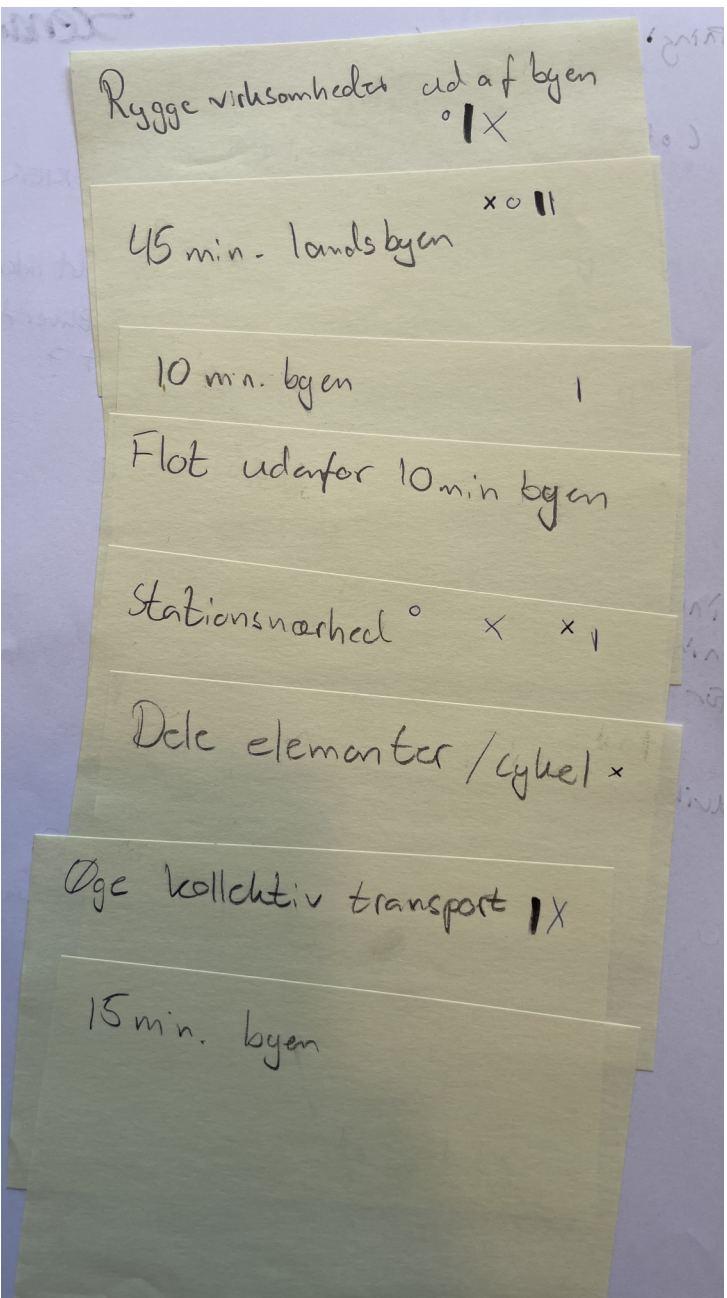 Rygge virksomheder ud af byen
o | X
x o ||
45 min. landsbyen
10 min. byen |
Flot udenfor 10 min byen
Stationsnærhed o X x |
Dele elementer / cykel x
Øge kollektiv transport | X
15 min. byen